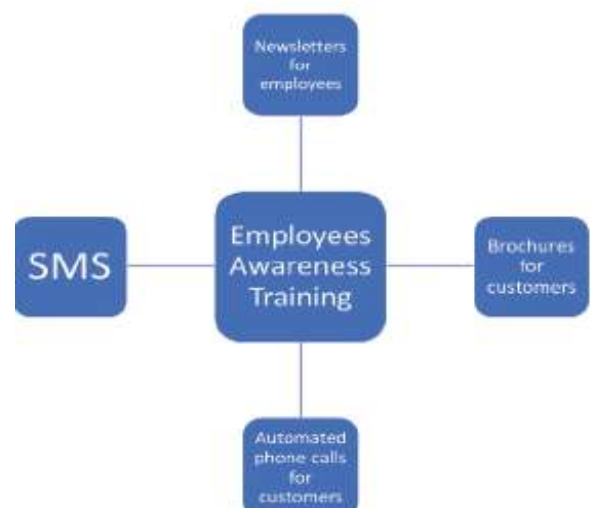 Newsletters
for
employees
SMS
Employees
Awareness
Training
Brochures
for
customers
Automated
phone calls
for
customers